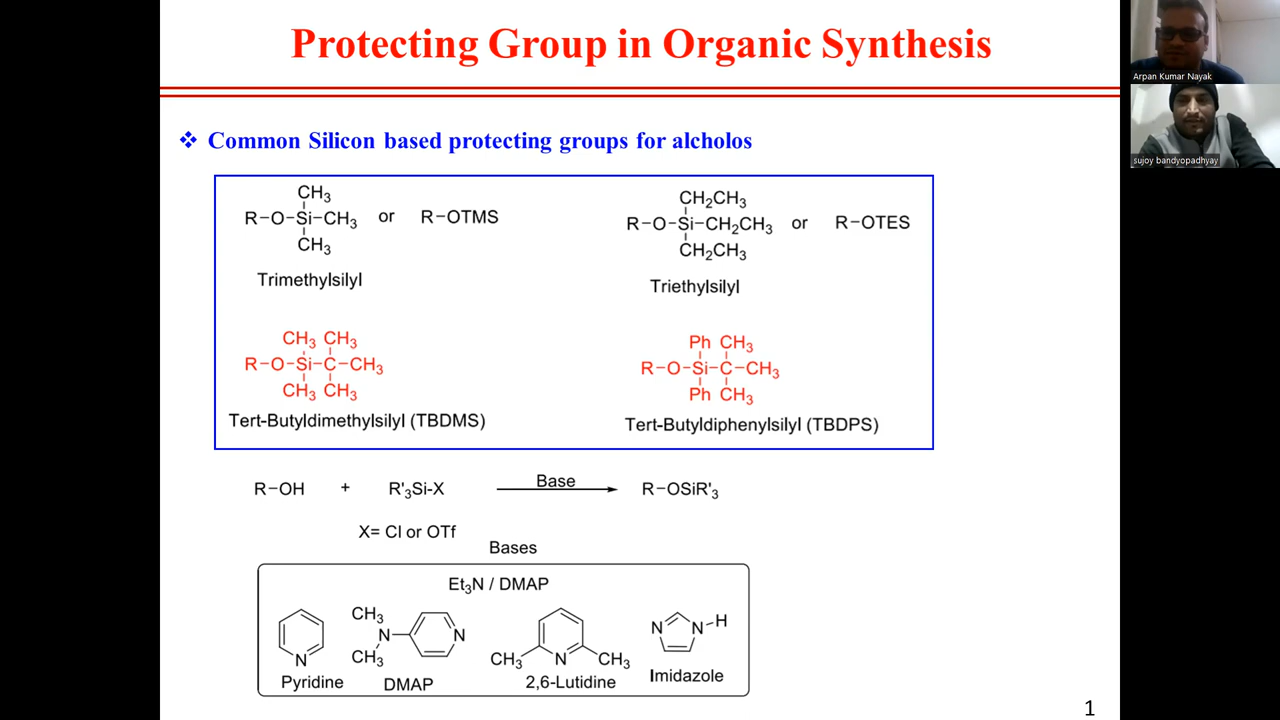 Protecting Group in Organic Synthesis
Arpan Kumar Nayak
sujoy bandyopadhyay
❖ Common Silicon based protecting groups for alcholos
CH₃
R–O–Si–CH₃ or R–OTMS
CH₃
Trimethylsilyl
CH₂CH₃
R–O–Si–CH₂CH₃ or R–OTES
CH₂CH₃
Triethylsilyl
CH₃ CH₃
R–O–Si–C–CH₃
CH₃ CH₃
Tert-Butyldimethylsilyl (TBDMS)
Ph CH₃
R–O–Si–C–CH₃
Ph CH₃
Tert-Butyldiphenylsilyl (TBDPS)
R–OH + R'₃Si-X Base R–OSiR'₃
X= Cl or OTf
Bases
Et₃N / DMAP
N
Pyridine
CH₃
N N
CH₃
DMAP
CH₃ N CH₃
2,6-Lutidine
N N–H
Imidazole
1